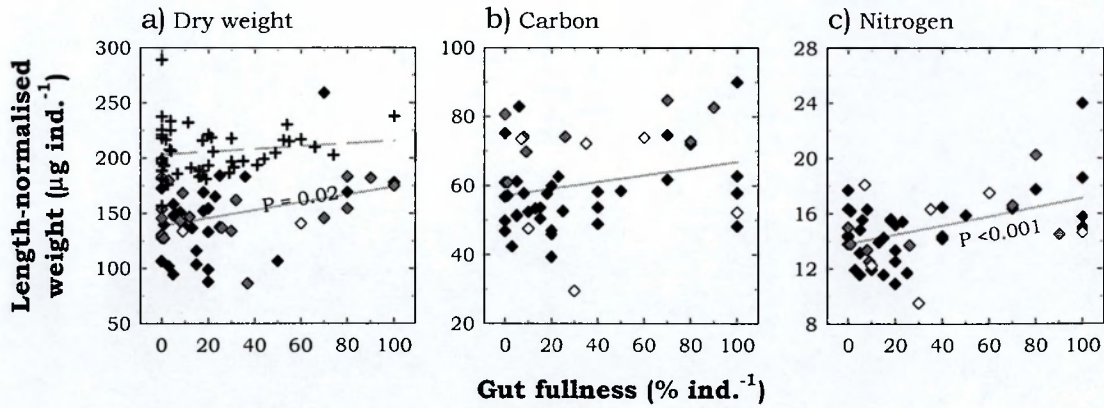 a) Dry weight
b) Carbon
c) Nitrogen
Length-normalised
weight (µg ind.⁻¹)
300
250
200
150
100
50
P = 0.02
0 20 40 60 80 100
100
80
60
40
20
0 20 40 60 80 100
28
24
20
16
12
8
P <0.001
0 20 40 60 80 100
Gut fullness (% ind.⁻¹)